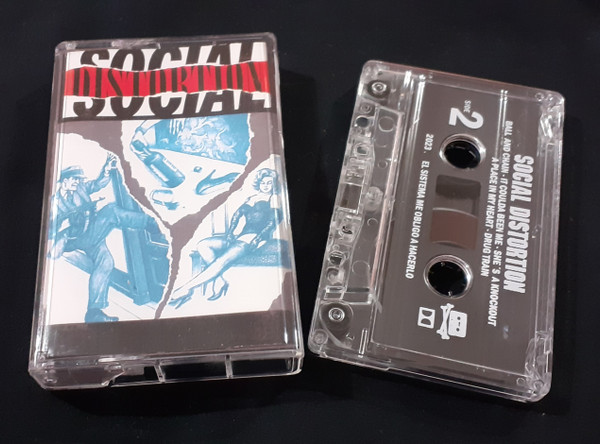 SOCIAL
DISTORTION
SOCIAL
SIDE
2
SOCIAL DISTORTION
BALL AND CHAIN · IT COULDA BEEN ME · SHE´S A KNOCKOUT
A PLACE IN MY HEART · DRUG TRAIN
2023 · EL SISTEMA ME OBLIGO A HACERLO